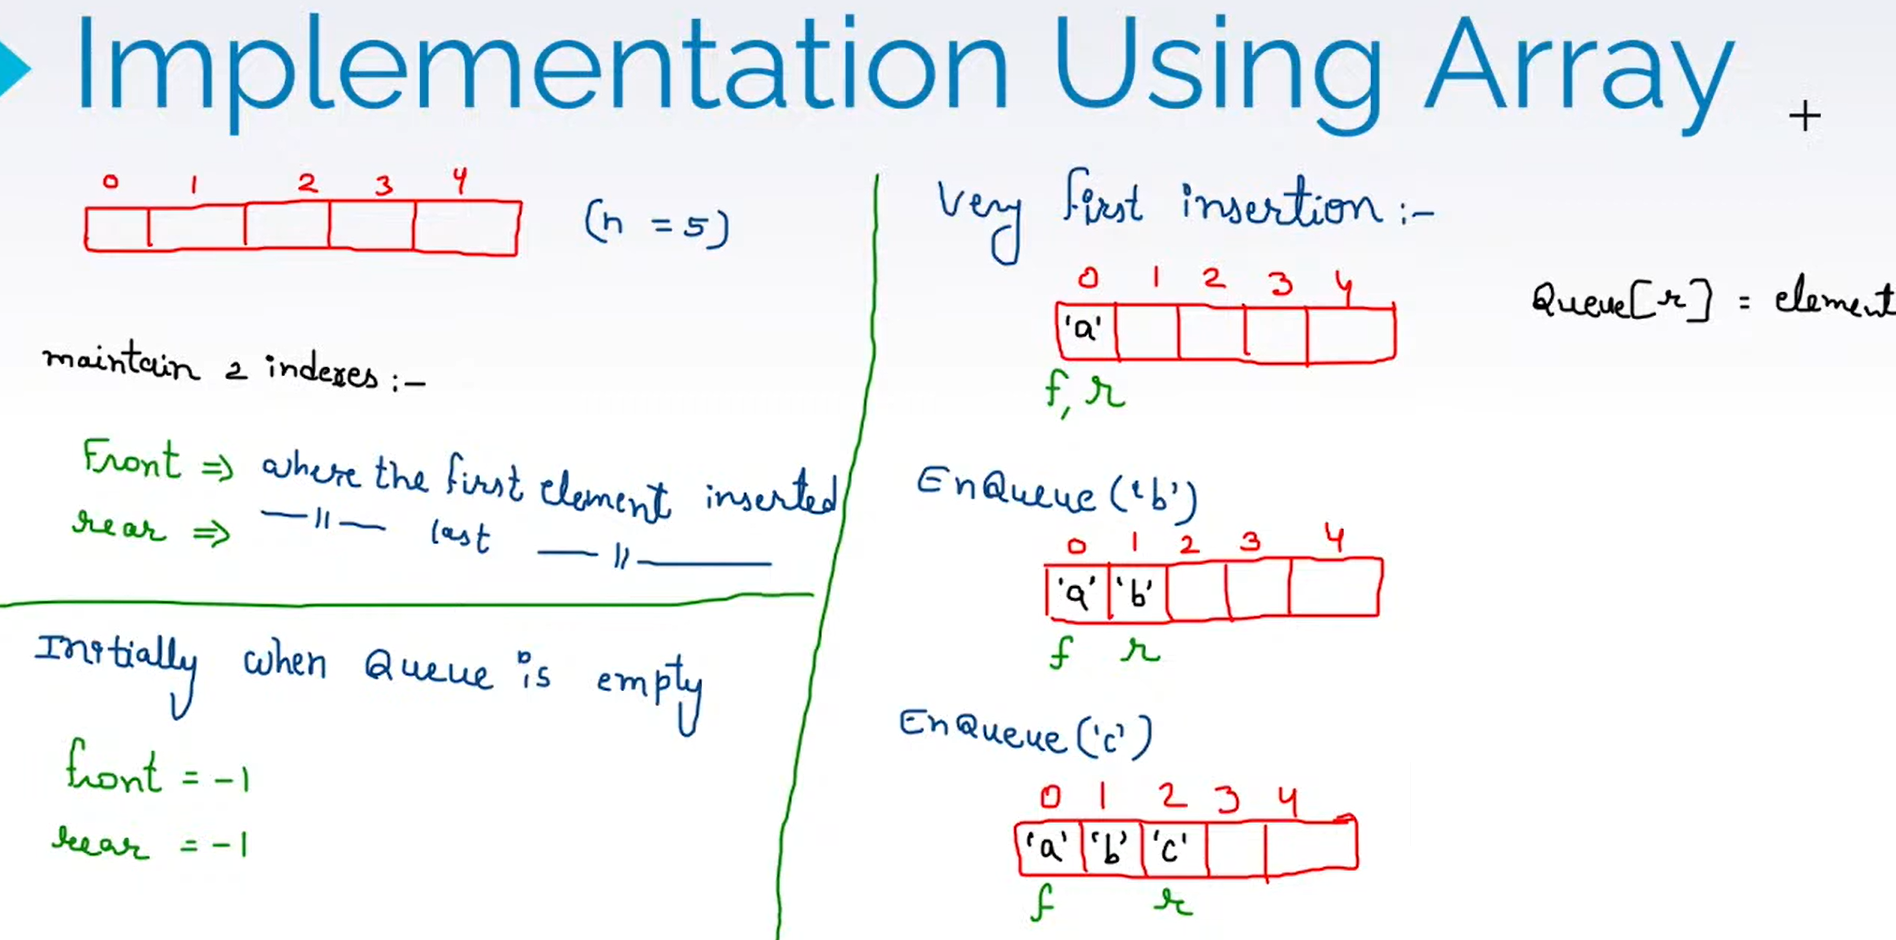 Implementation Using Array
0 1 2 3 4
(n = 5)
maintain 2 indexes :-
Front => where the first element inserted
rear => —11— last —11—
Initially when Queue is empty
front = -1
rear = -1
Very first insertion :-
0 1 2 3 4
'a'
f, r
Queue[r] = element
EnQueue('b')
0 1 2 3 4
'a' 'b'
f r
EnQueue('c')
0 1 2 3 4
'a' 'b' 'c'
f r